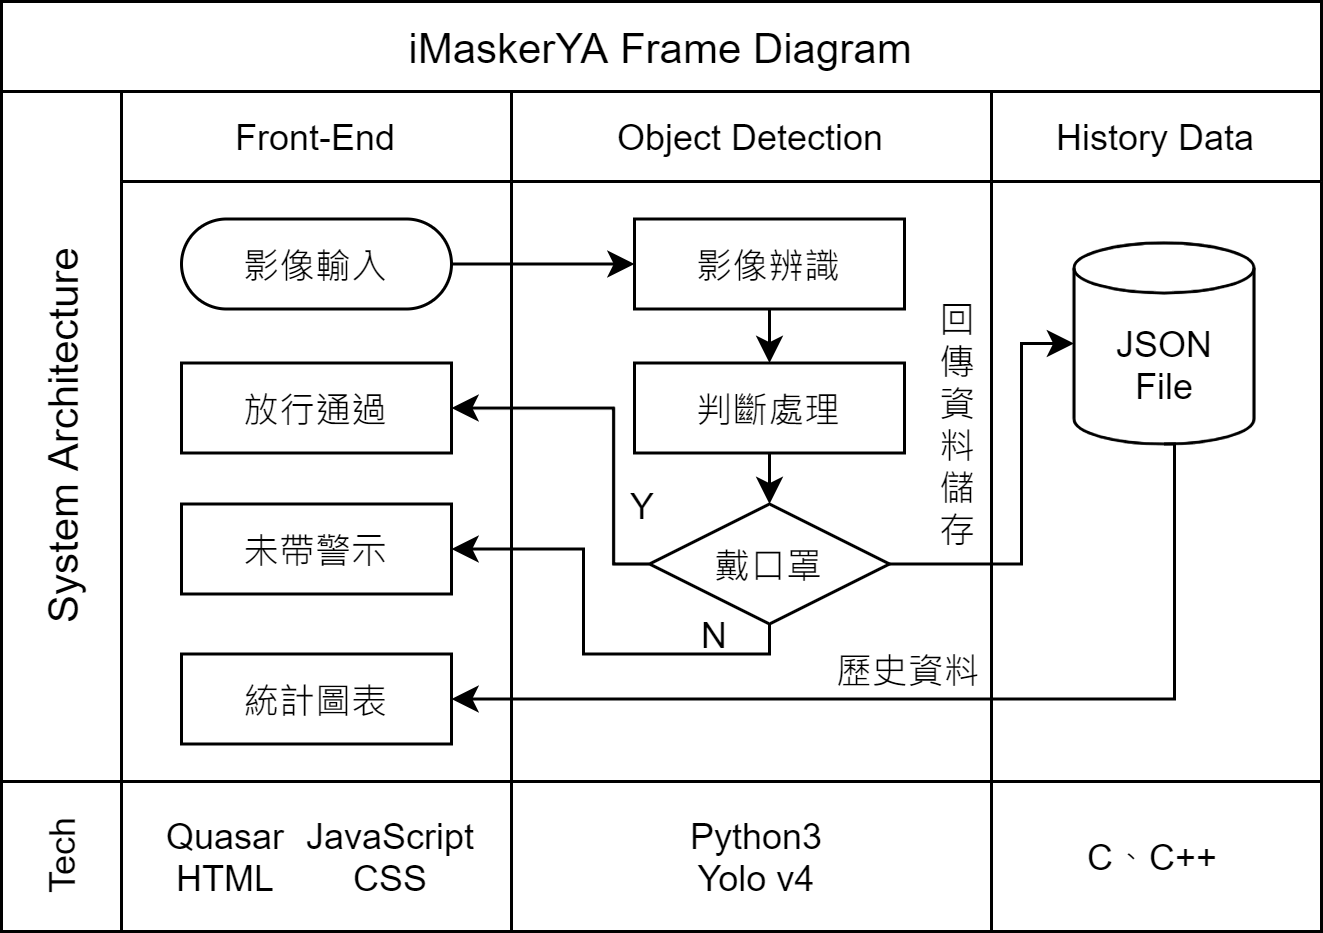 iMaskerYA Frame Diagram
Front-End
Object Detection
History Data
System Architecture
影像輸入
影像辨識
放行通過
判斷處理
回傳資料儲存
JSON
File
Y
未帶警示
戴口罩
N
歷史資料
統計圖表
Tech
Quasar JavaScript
HTML CSS
Python3
Yolo v4
C、C++